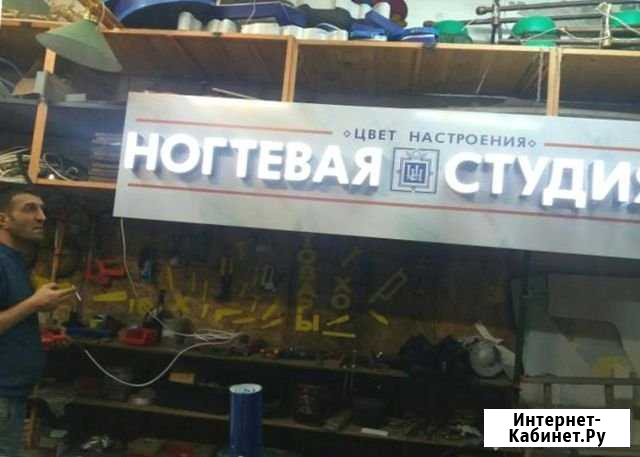 ◇ЦВЕТ НАСТРОЕНИЯ◇
НОГТЕВАЯ СТУДИЯ
Интернет-
Кабинет.Ру